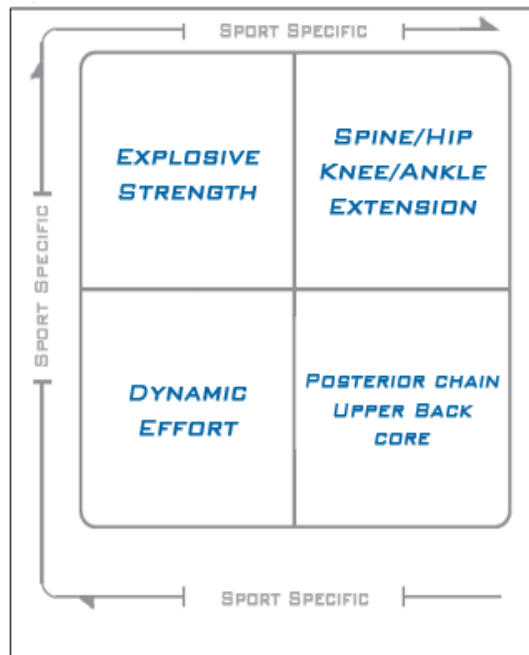 SPORT SPECIFIC
EXPLOSIVE
STRENGTH
SPINE/HIP
KNEE/ANKLE
EXTENSION
SPORT SPECIFIC
DYNAMIC
EFFORT
POSTERIOR CHAIN
UPPER BACK
CORE
SPORT SPECIFIC